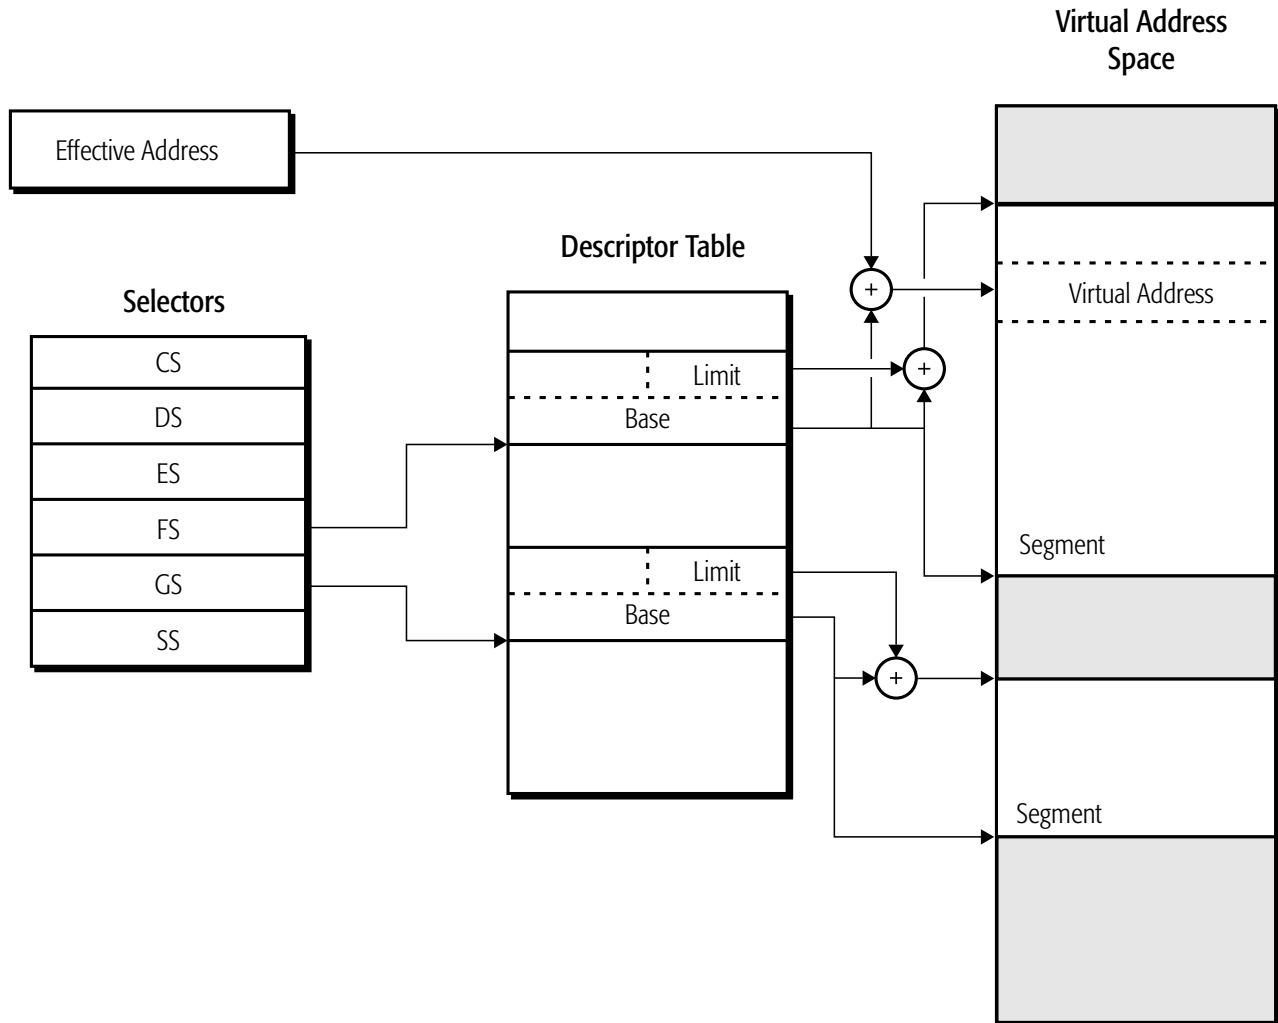 Virtual Address
Space
Effective Address
Descriptor Table
Selectors
CS
DS
ES
FS
GS
SS
Limit
Base
Limit
Base
+
+
+
Virtual Address
Segment
Segment